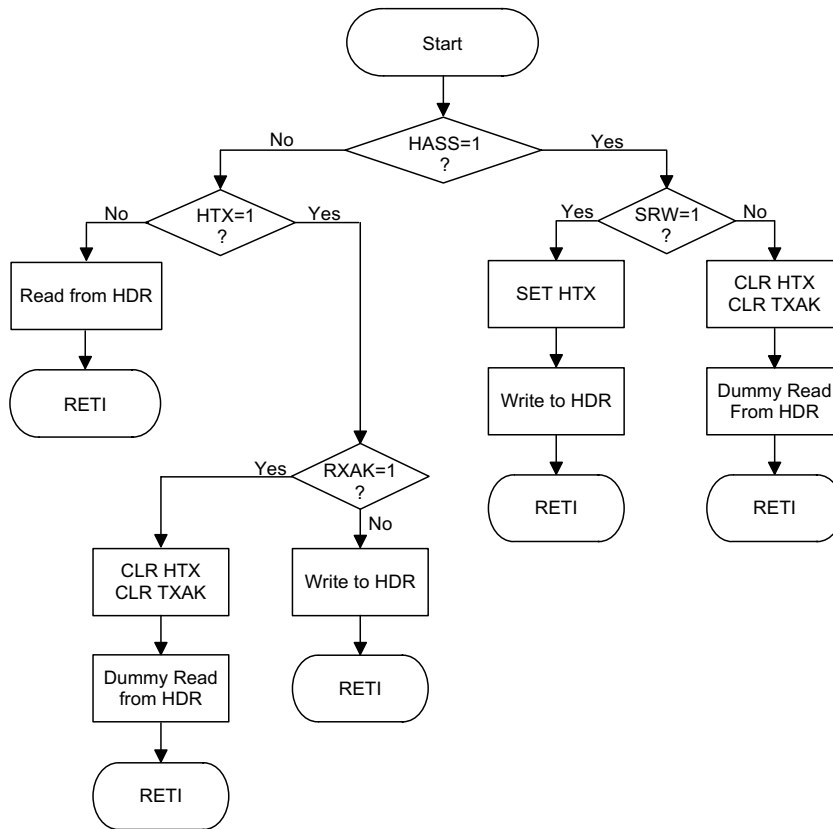 Start
No
HASS=1
?
Yes
No
HTX=1
?
Yes
Yes
SRW=1
?
No
Read from HDR
SET HTX
CLR HTX
CLR TXAK
RETI
Write to HDR
Dummy Read
From HDR
Yes
RXAK=1
?
No
RETI
RETI
CLR HTX
CLR TXAK
Write to HDR
Dummy Read
from HDR
RETI
RETI